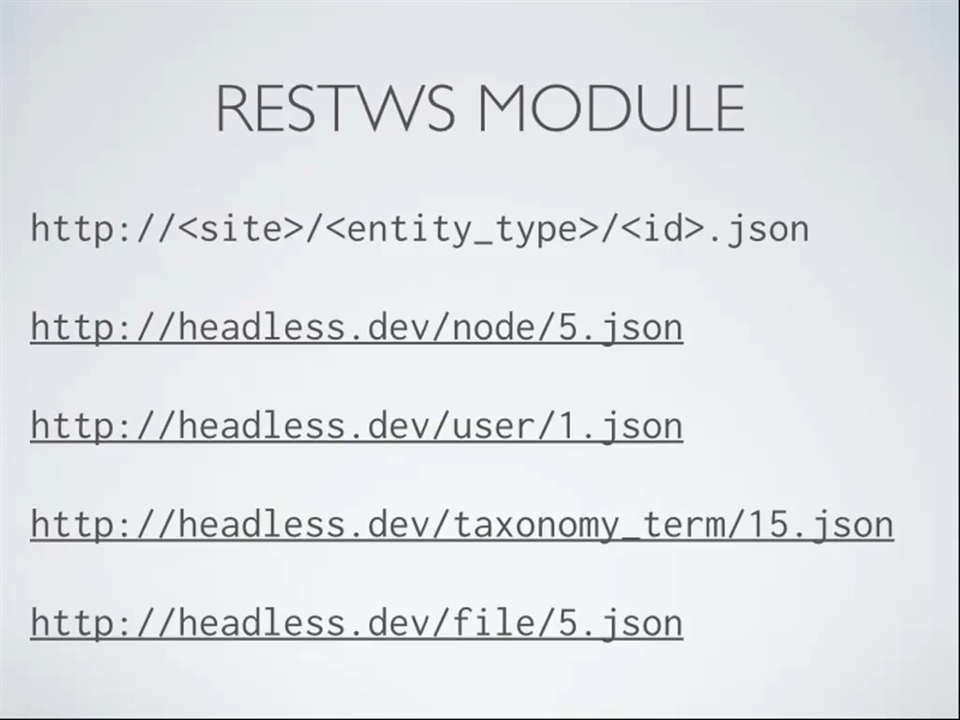 RESTWS MODULE
http://<site>/<entity_type>/<id>.json
http://headless.dev/node/5.json
http://headless.dev/user/1.json
http://headless.dev/taxonomy_term/15.json
http://headless.dev/file/5.json